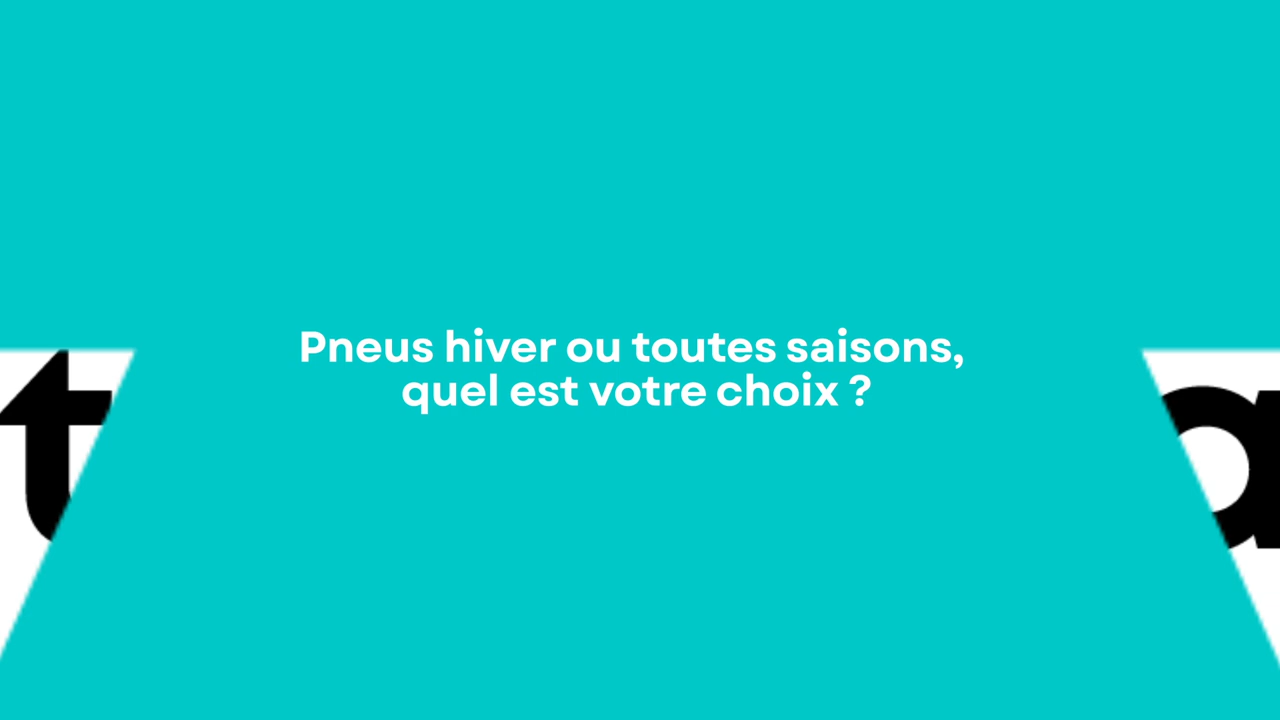 Pneus hiver ou toutes saisons,
quel est votre choix ?